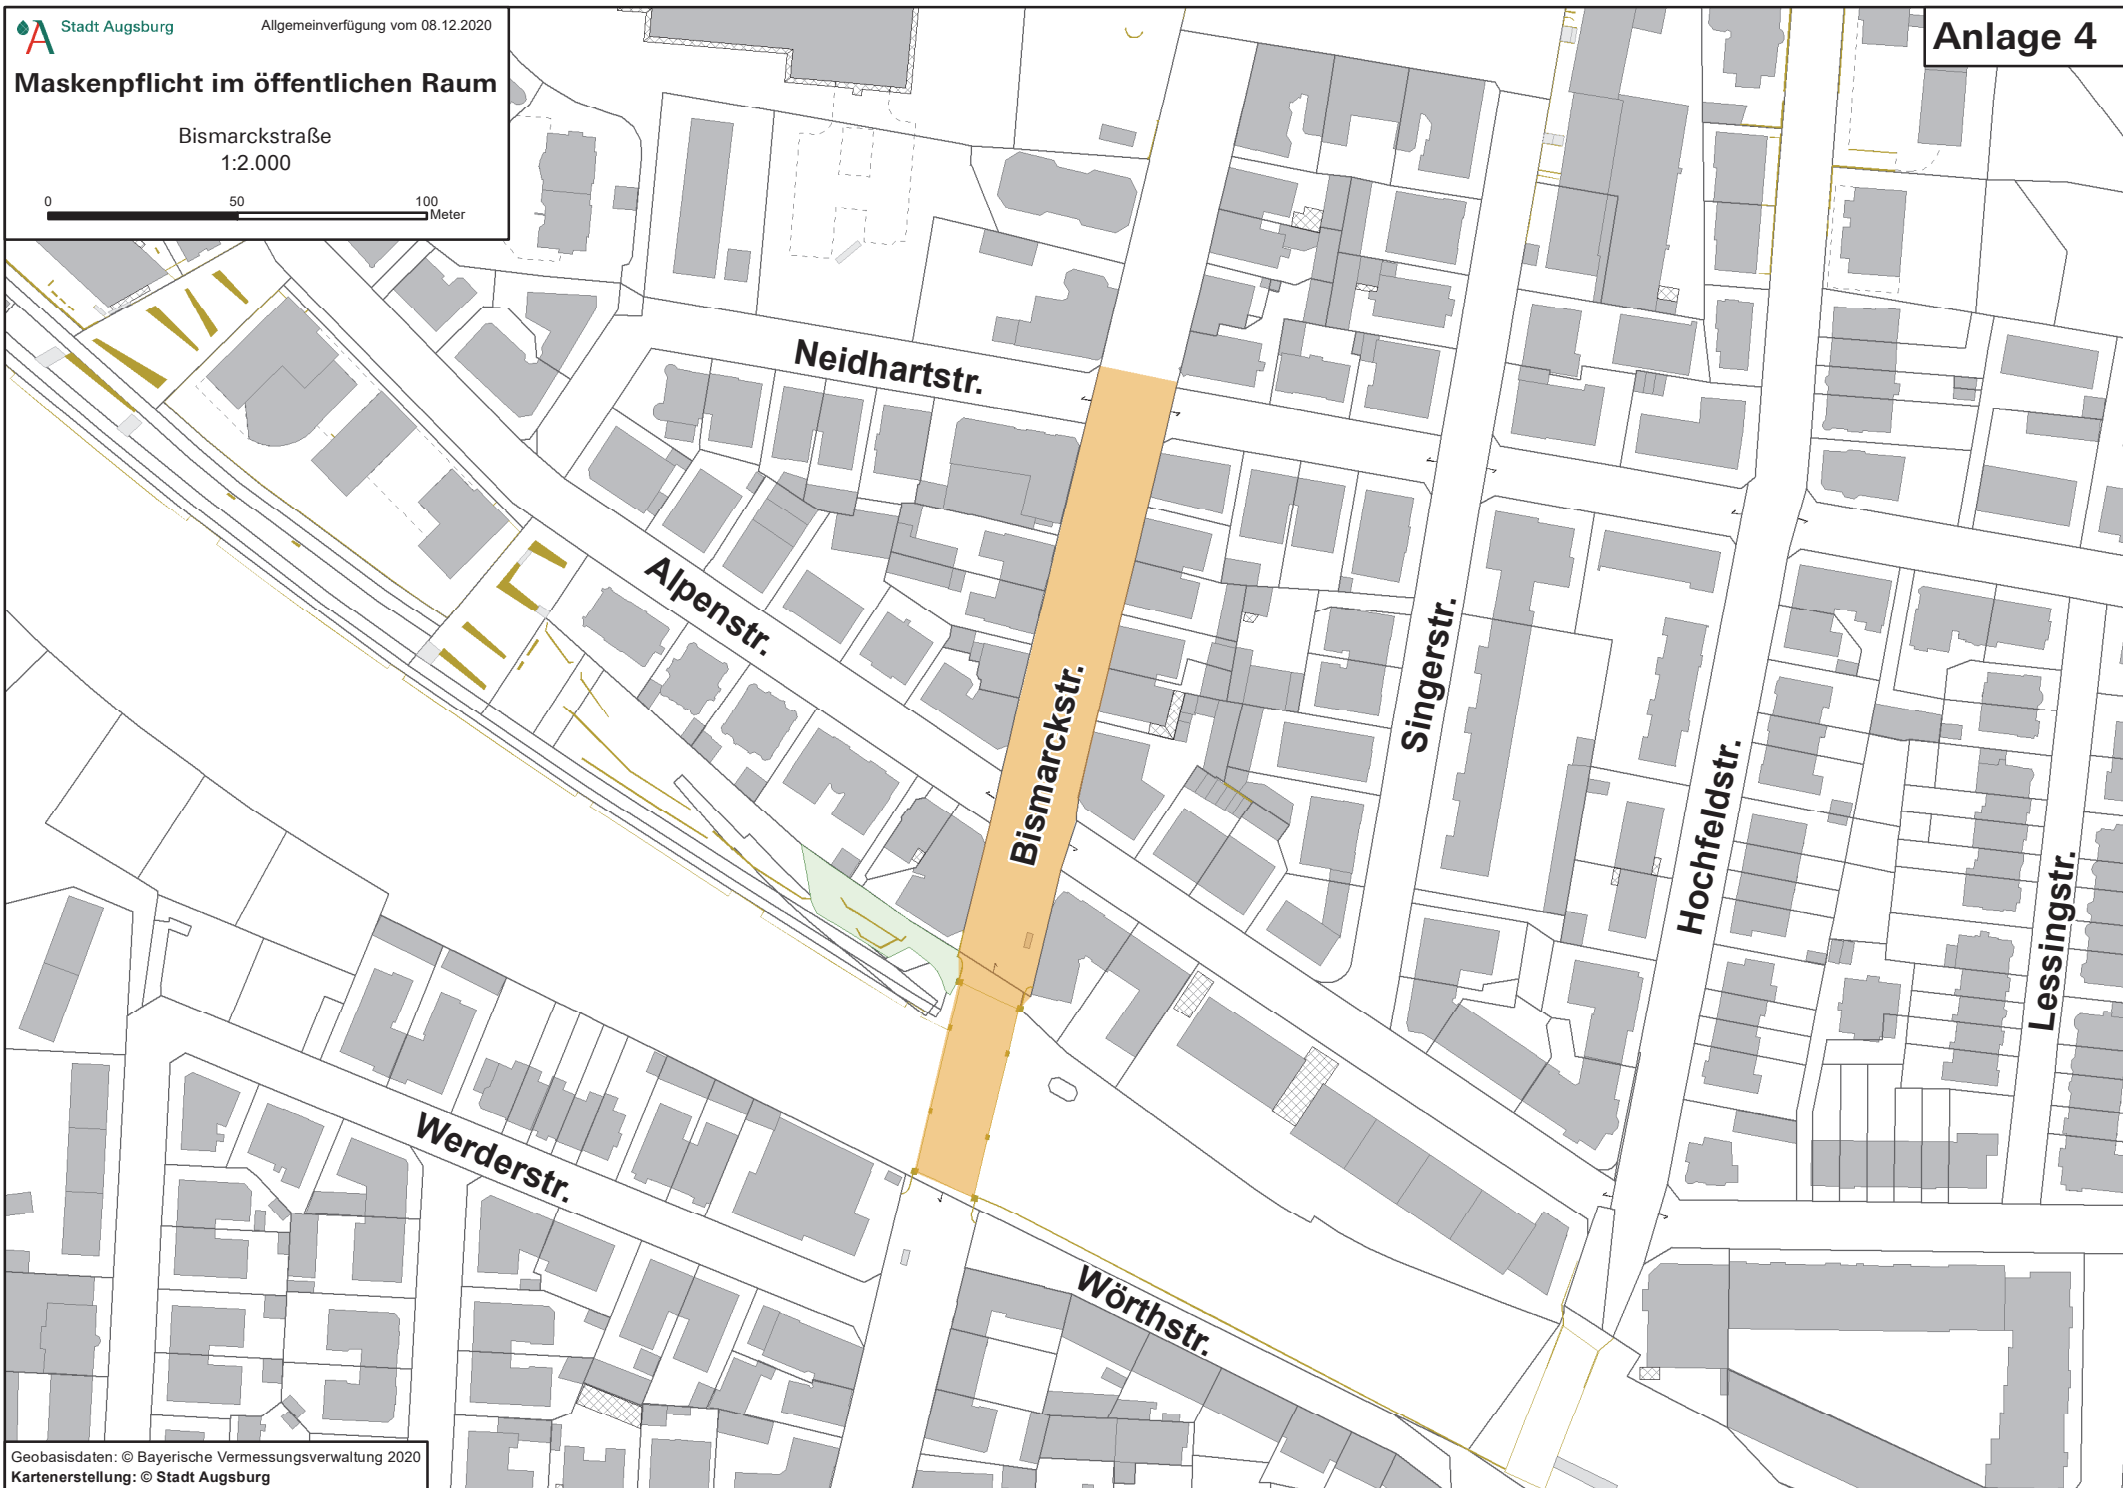 Stadt Augsburg
Allgemeinverfügung vom 08.12.2020
Anlage 4
Maskenpflicht im öffentlichen Raum
Bismarckstraße
1:2.000
0 50 100
Meter
Neidhartstr.
Alpenstr.
Bismarckstr.
Singerstr.
Hochfeldstr.
Lessingstr.
Werderstr.
Wörthstr.
Geobasisdaten: © Bayerische Vermessungsverwaltung 2020
Kartenerstellung: © Stadt Augsburg